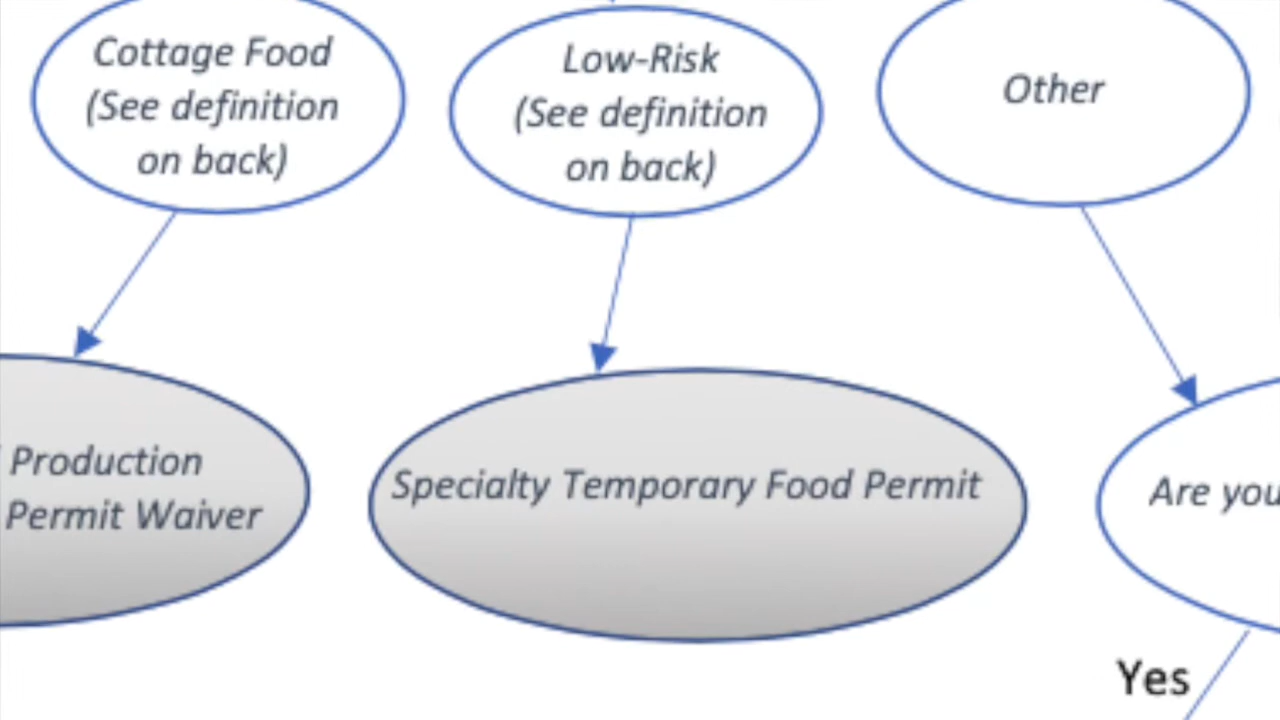 Cottage Food
(See definition
on back)
Low-Risk
(See definition
on back)
Other
Production
Permit Waiver
Specialty Temporary Food Permit
Are you
Yes